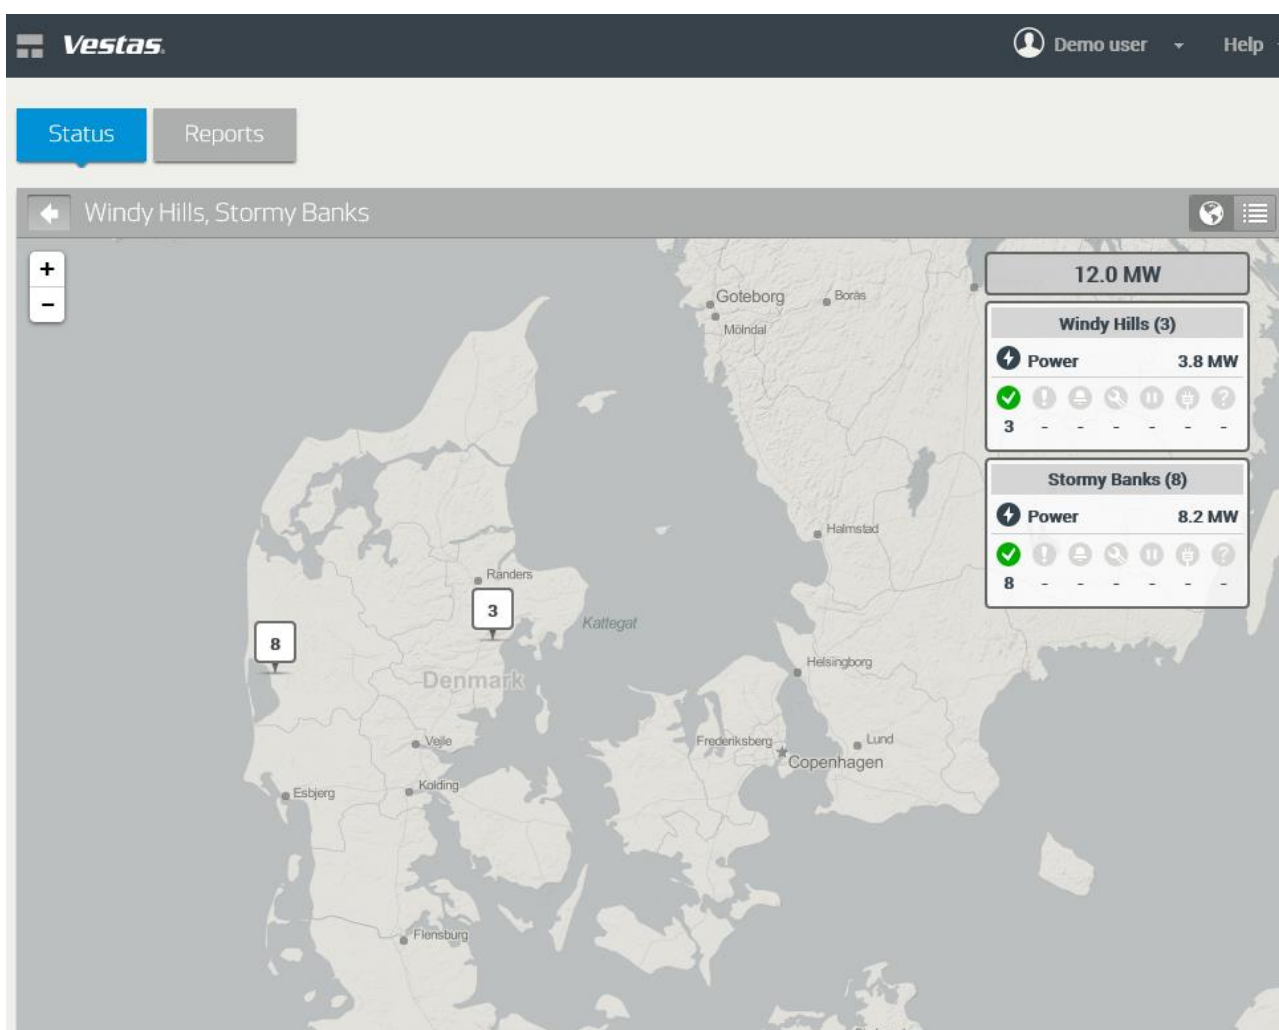 Vestas
Demo user
Help
Status
Reports
Windy Hills, Stormy Banks
+
−
12.0 MW
Windy Hills (3)
Power 3.8 MW
3 - - - - - -
Stormy Banks (8)
Power 8.2 MW
8 - - - - - -
Goteborg
Borås
Mölndal
Halmstad
Randers
3
Kattegat
8
Helsingborg
Denmark
Vejle
Frederiksberg
Lund
Copenhagen
Kolding
Esbjerg
Flensburg